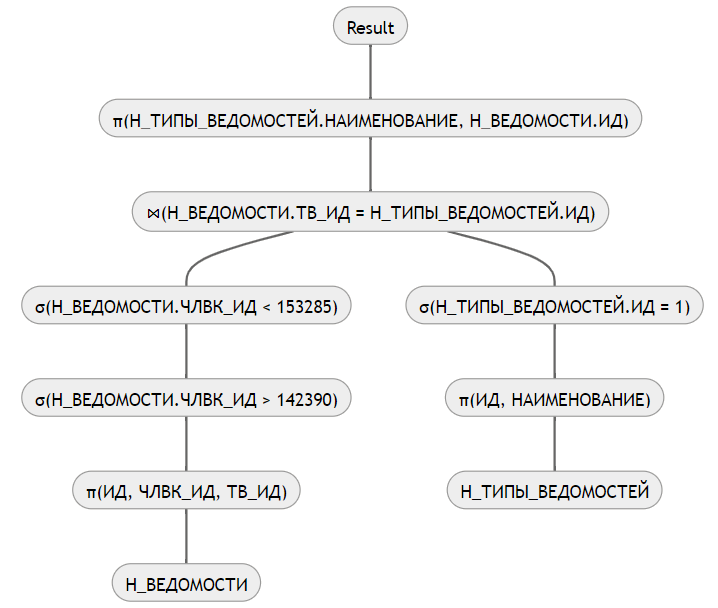 Result
π(Н_ТИПЫ_ВЕДОМОСТЕЙ.НАИМЕНОВАНИЕ, Н_ВЕДОМОСТИ.ИД)
⋈(Н_ВЕДОМОСТИ.ТВ_ИД = Н_ТИПЫ_ВЕДОМОСТЕЙ.ИД)
σ(Н_ВЕДОМОСТИ.ЧЛВК_ИД < 153285)
σ(Н_ТИПЫ_ВЕДОМОСТЕЙ.ИД = 1)
σ(Н_ВЕДОМОСТИ.ЧЛВК_ИД > 142390)
π(ИД, НАИМЕНОВАНИЕ)
π(ИД, ЧЛВК_ИД, ТВ_ИД)
Н_ТИПЫ_ВЕДОМОСТЕЙ
Н_ВЕДОМОСТИ